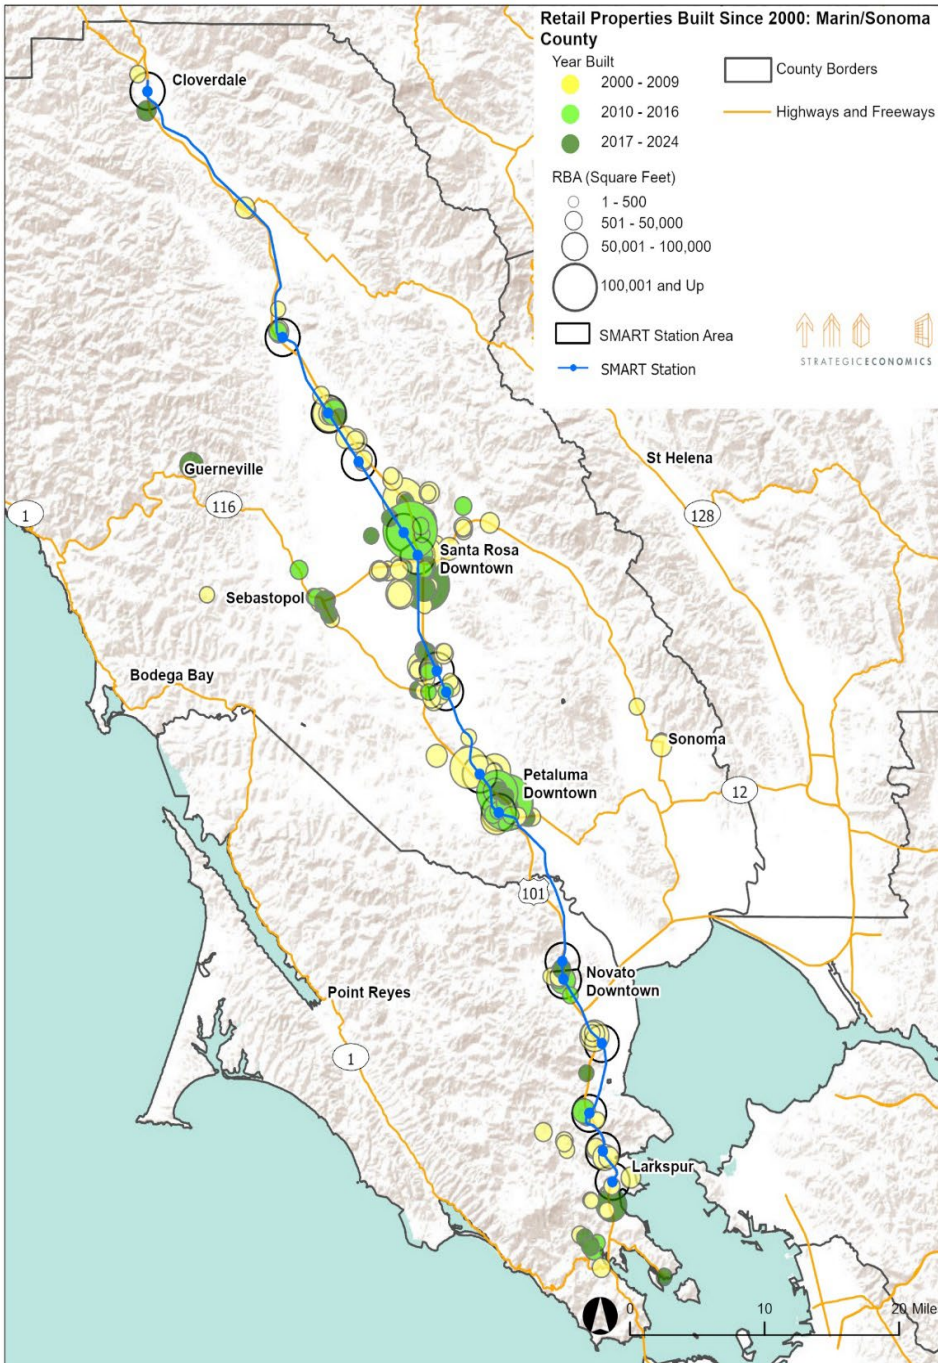 Retail Properties Built Since 2000: Marin/Sonoma
County
Year Built
2000 - 2009
2010 - 2016
2017 - 2024
County Borders
Highways and Freeways
RBA (Square Feet)
1 - 500
501 - 50,000
50,001 - 100,000
100,001 and Up
SMART Station Area
SMART Station
STRATEGICECONOMICS
Cloverdale
St Helena
Guerneville
116
1
128
Santa Rosa
Downtown
Sebastopol
Bodega Bay
Sonoma
Petaluma
Downtown
12
101
Novato
Downtown
Point Reyes
1
Larkspur
0 10 20 Mile